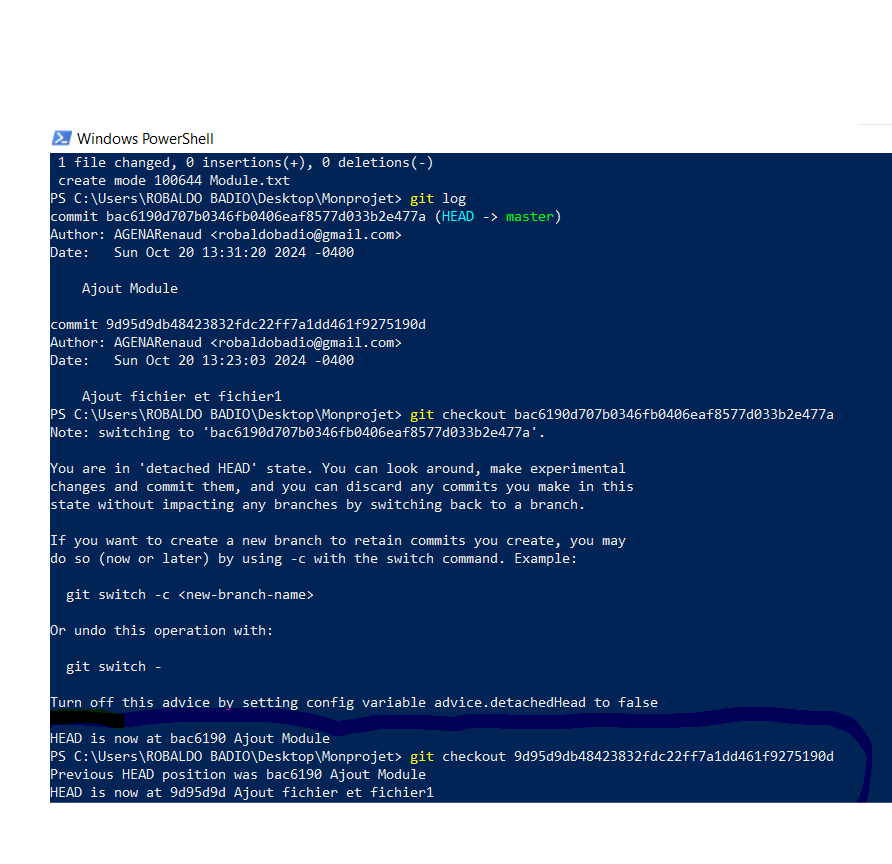 Windows PowerShell
1 file changed, 0 insertions(+), 0 deletions(-)
create mode 100644 Module.txt
PS C:\Users\ROBALDO BADIO\Desktop\Monprojet> git log
commit bac6190d707b0346fb0406eaf8577d033b2e477a (HEAD -> master)
Author: AGENARenaud <robaldobadio@gmail.com>
Date:   Sun Oct 20 13:31:20 2024 -0400
Ajout Module
commit 9d95d9db48423832fdc22ff7a1dd461f9275190d
Author: AGENARenaud <robaldobadio@gmail.com>
Date:   Sun Oct 20 13:23:03 2024 -0400
Ajout fichier et fichier1
PS C:\Users\ROBALDO BADIO\Desktop\Monprojet> git checkout bac6190d707b0346fb0406eaf8577d033b2e477a
Note: switching to 'bac6190d707b0346fb0406eaf8577d033b2e477a'.
You are in 'detached HEAD' state. You can look around, make experimental
changes and commit them, and you can discard any commits you make in this
state without impacting any branches by switching back to a branch.
If you want to create a new branch to retain commits you create, you may
do so (now or later) by using -c with the switch command. Example:
git switch -c <new-branch-name>
Or undo this operation with:
git switch -
Turn off this advice by setting config variable advice.detachedHead to false
HEAD is now at bac6190 Ajout Module
PS C:\Users\ROBALDO BADIO\Desktop\Monprojet> git checkout 9d95d9db48423832fdc22ff7a1dd461f9275190d
Previous HEAD position was bac6190 Ajout Module
HEAD is now at 9d95d9d Ajout fichier et fichier1